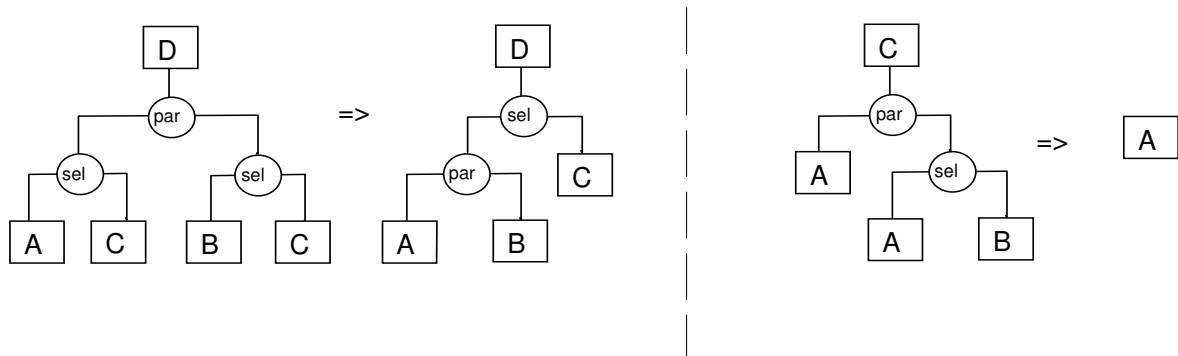 D
par
sel sel
A C B C
=>
D
sel
par C
A B
C
par
A sel
A B
=>
A